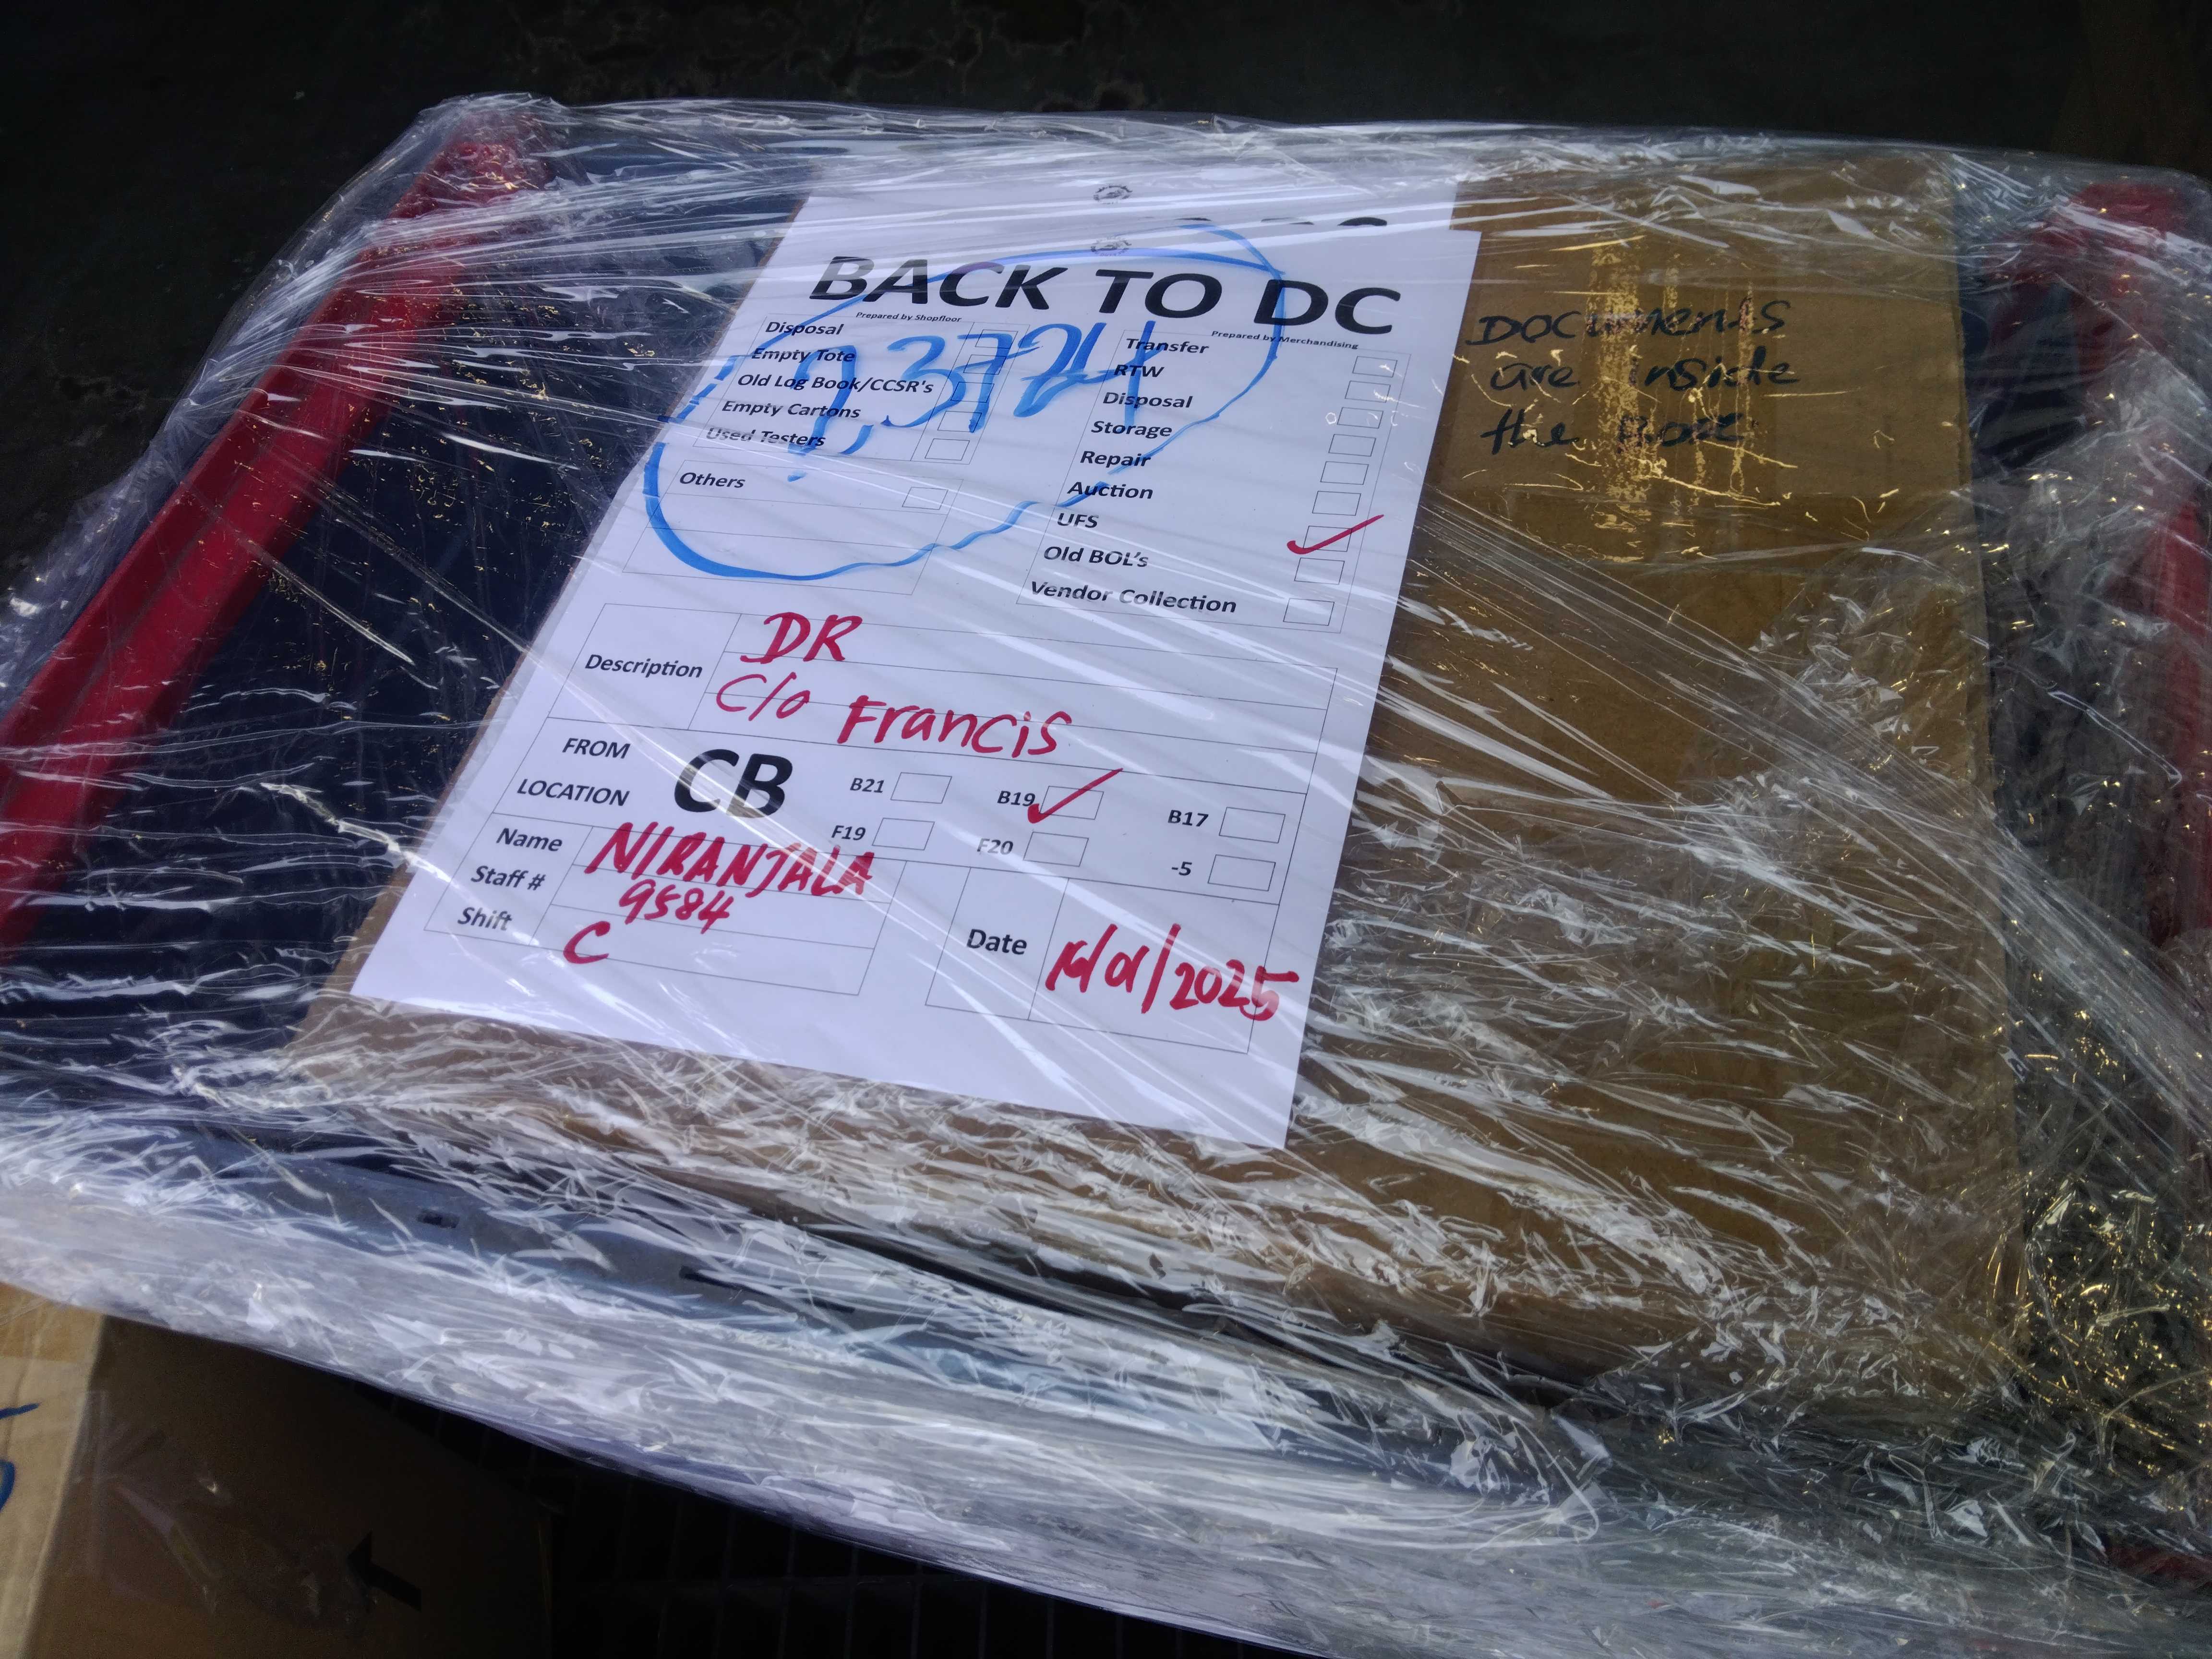 BACK TO DC
Prepared by Shopfloor
Disposal
Empty Tote
Old Log Book/CCSR's
Empty Cartons
Used Testers
Others
Prepared by Merchandising
Transfer
RTW
Disposal
Storage
Repair
Auction
UFS
Old BOL's
Vendor Collection
3724
Description
DR
C/o Francis
FROM
LOCATION
CB
B21
B19
B17
F19
F20
-5
Name
NIRANJALA
Staff #
9584
Shift
C
Date
/01/2025
Documents
are inside
the Box